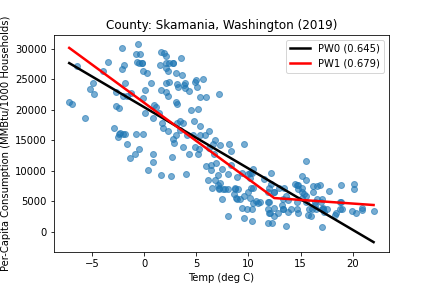 County: Skamania, Washington (2019)
Per-Capita Consumption (MMBtu/1000 Households)
30000
25000
20000
15000
10000
5000
0
PW0 (0.645)
PW1 (0.679)
−5 0 5 10 15 20
Temp (deg C)